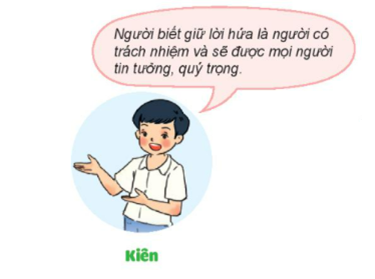 Người biết giữ lời hứa là người có
trách nhiệm và sẽ được mọi người
tin tưởng, quý trọng.
Kiên